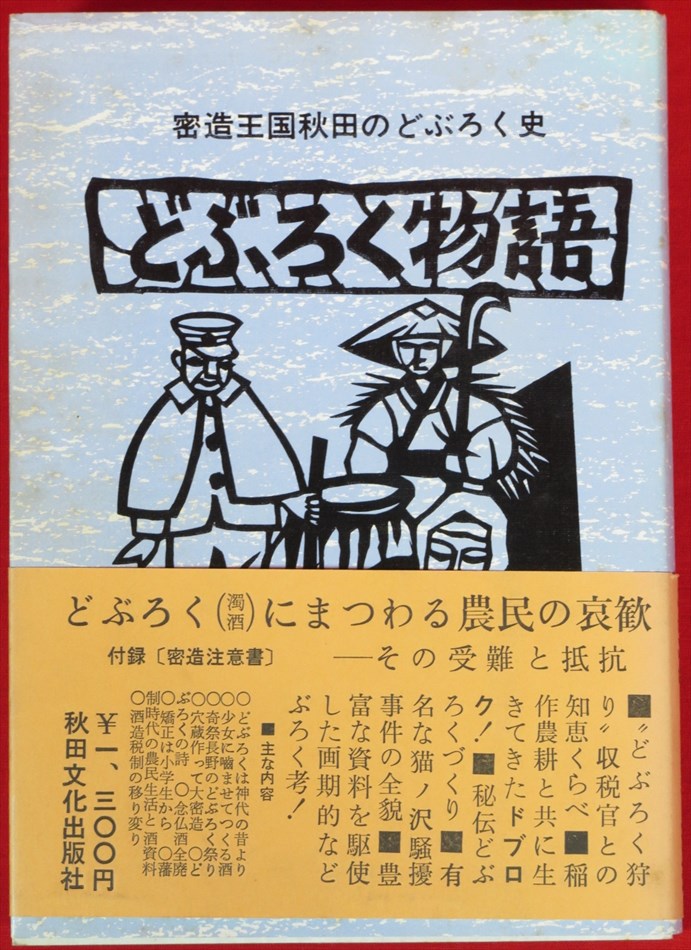 密造王国秋田のどぶろく史
どぶろく物語
どぶろく(濁酒)にまつわる農民の哀歓
付録〔密造注意書〕
──その受難と抵抗
■〝どぶろく狩
り〟収税官との
知恵くらべ■稲
作農耕と共に生
きてきたドブロ
ク！■秘伝どぶ
ろくづくり■有
名な猫ノ沢騒擾
事件の全貌■豊
富な資料を駆使
した画期的など
ぶろく考！
■主な内容
○どぶろくは神代の昔より
○少女に嚙ませてつくる酒
○奇祭長野のどぶろく祭り
○穴蔵作って大密造 ○ど
ぶろくの詩 ○念仏酒全廃
○矯正は小学生から ○藩
制時代の農民生活と酒資料
○酒造税制の移り変り
￥一、三〇〇円
秋田文化出版社